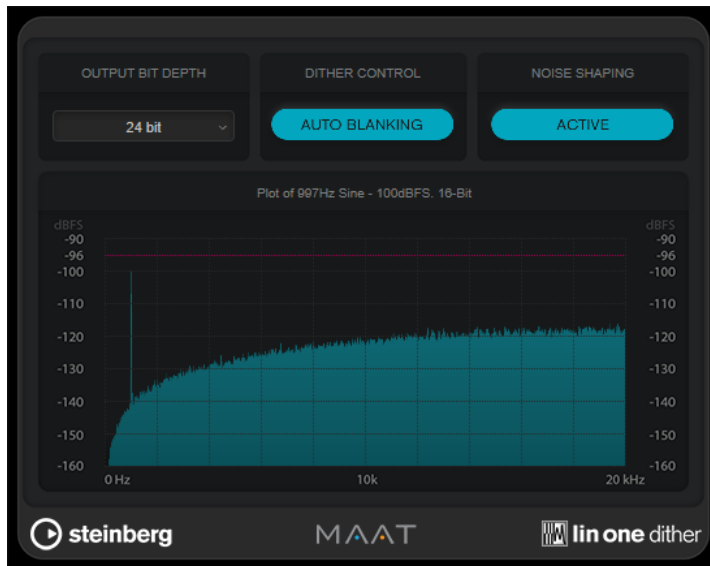 OUTPUT BIT DEPTH
DITHER CONTROL
NOISE SHAPING
24 bit
AUTO BLANKING
ACTIVE
Plot of 997Hz Sine - 100dBFS. 16-Bit
dBFS dBFS
-90 -90
-96 -96
-100 -100
-110 -110
-120 -120
-130 -130
-140 -140
-150 -150
-160 -160
0 Hz 10k 20 kHz
steinberg MAAT lin one dither